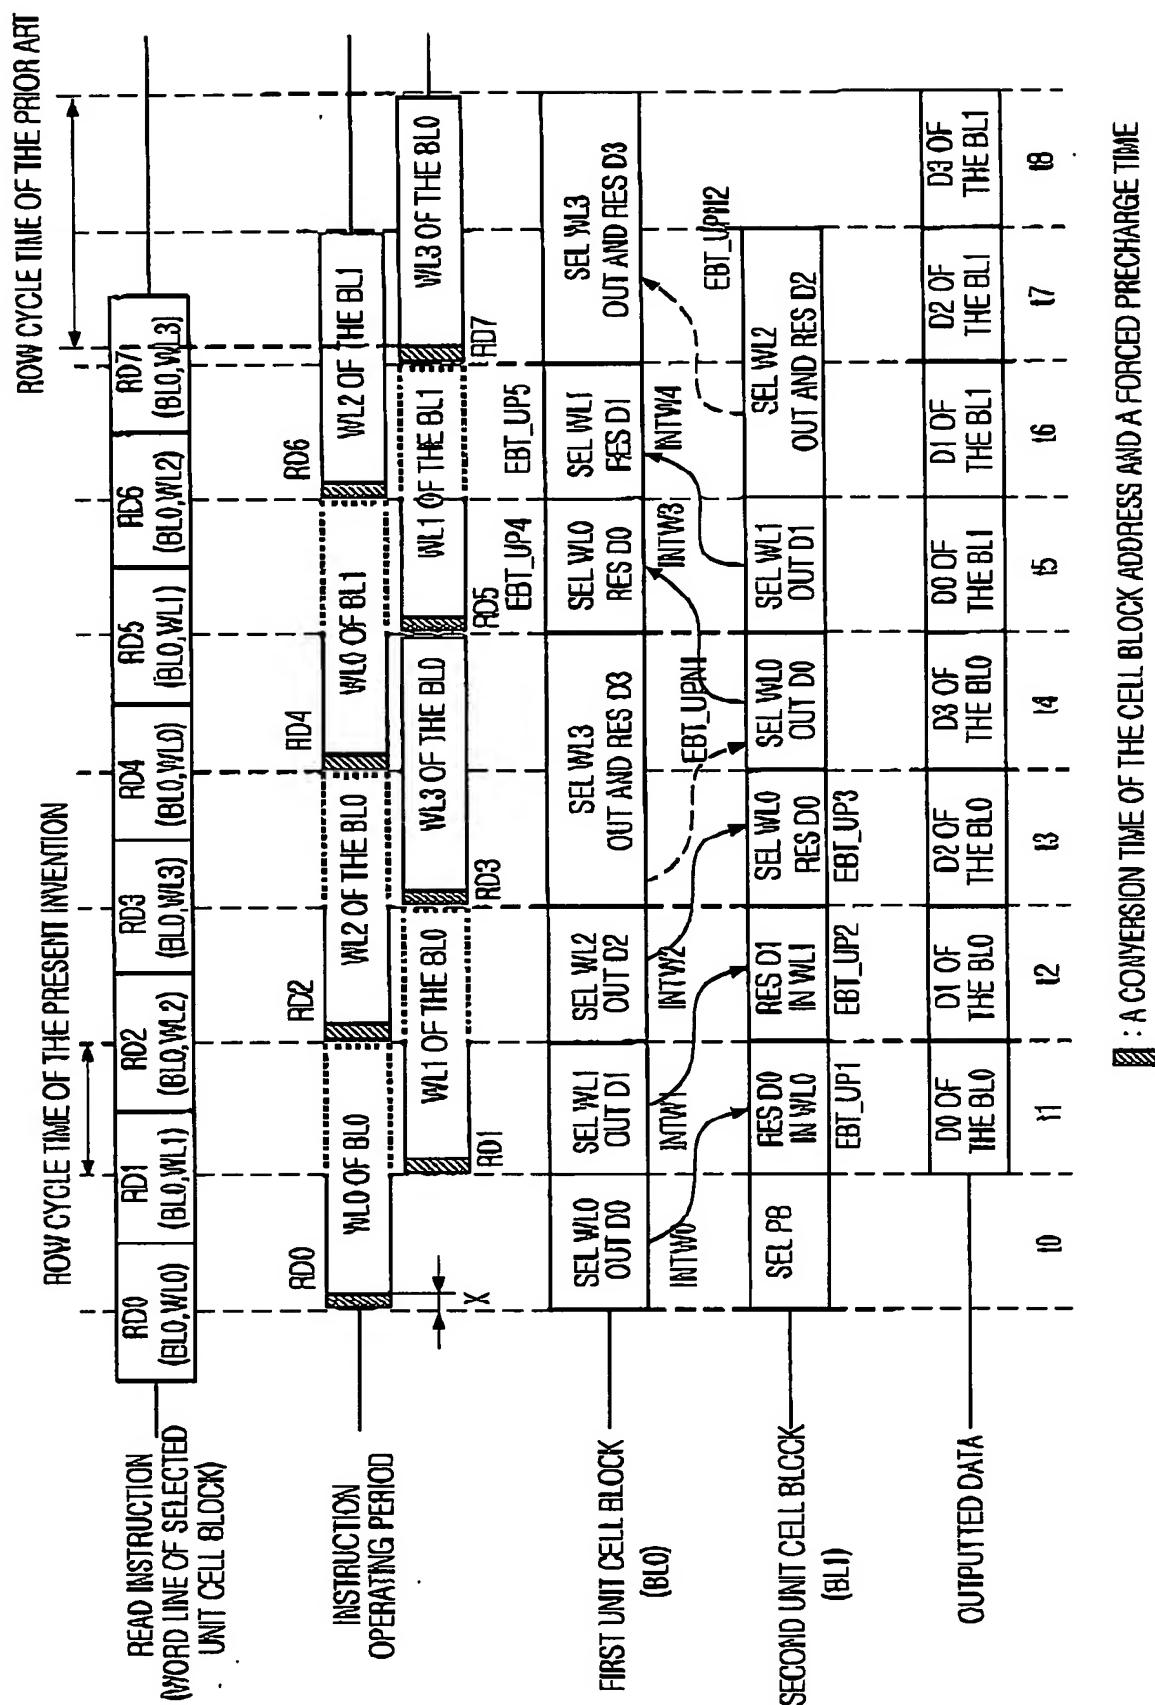 ROW CYCLE TIME OF THE PRIOR ART
ROW CYCLE TIME OF THE PRESENT INVENTION
READ INSTRUCTION
(WORD LINE OF SELECTED
UNIT CELL BLOCK)
RD0
(BL0,WL0)
RD1
(BL0,WL1)
RD2
(BL0,WL2)
RD3
(BL0,WL3)
RD4
(BL0,WL0)
RD5
(BL0,WL1)
RD6
(BL0,WL2)
RD7
(BL0,WL3)
INSTRUCTION
OPERATING PERIOD
RD0
WL0 OF BL0
RD2
WL2 OF THE BL0
RD4
WL0 OF BL1
RD6
WL2 OF THE BL1
X
RD1
WL1 OF THE BL0
RD3
WL3 OF THE BL0
RD5
WL1 OF THE BL1
RD7
WL3 OF THE BL0
EBT_UP4
EBT_UP5
FIRST UNIT CELL BLOCK
(BL0)
SEL WL0
OUT D0
SEL WL1
OUT D1
SEL WL2
OUT D2
SEL WL3
OUT AND RES D3
SEL WL0
RES D0
SEL WL1
RES D1
SEL WL3
OUT AND RES D3
INTW0
INTW1
INTW2
EBT_UPN1
INTW3
INTW4
EBT_UPN2
SECOND UNIT CELL BLOCK
(BL1)
SEL PB
RES D0
IN WL0
RES D1
IN WL1
SEL WL0
RES D0
SEL WL0
OUT D0
SEL WL1
OUT D1
SEL WL2
OUT AND RES D2
EBT_UP1
EBT_UP2
EBT_UP3
OUTPUTTED DATA
D0 OF
THE BL0
D1 OF
THE BL0
D2 OF
THE BL0
D3 OF
THE BL0
D0 OF
THE BL1
D1 OF
THE BL1
D2 OF
THE BL1
D3 OF
THE BL1
t0
t1
t2
t3
t4
t5
t6
t7
t8
: A CONVERSION TIME OF THE CELL BLOCK ADDRESS AND A FORCED PRECHARGE TIME